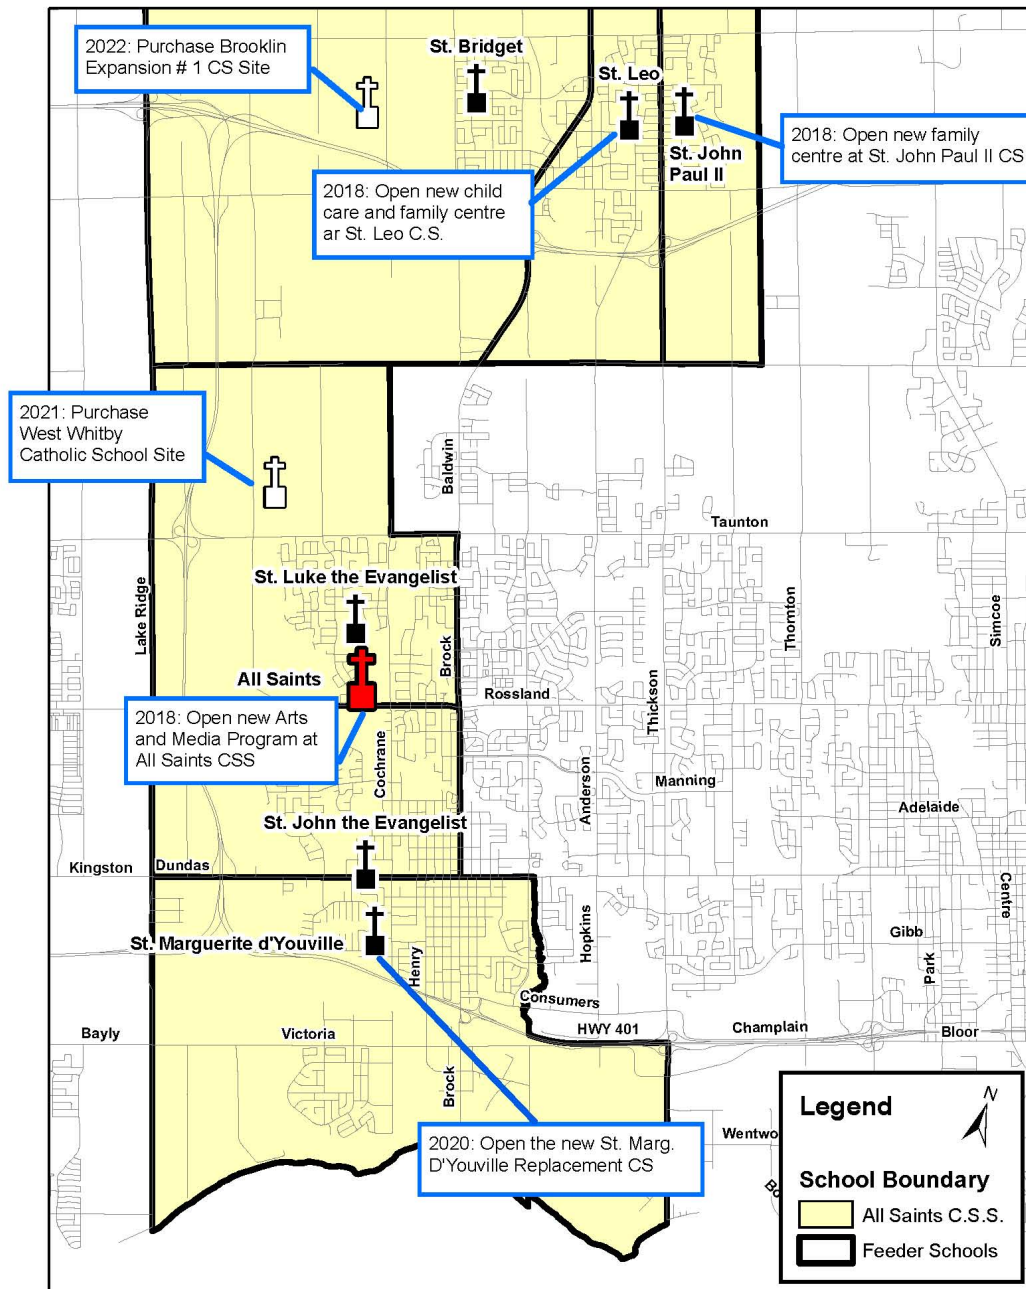 2022: Purchase Brooklin
Expansion # 1 CS Site
St. Bridget
St. Leo
St. John
Paul II
2018: Open new family
centre at St. John Paul II CS
2018: Open new child
care and family centre
ar St. Leo C.S.
2021: Purchase
West Whitby
Catholic School Site
Baldwin
Taunton
Lake Ridge
St. Luke the Evangelist
Brock
Thornton
Simcoe
All Saints
Rossland
Thickson
2018: Open new Arts
and Media Program at
All Saints CSS
Cochrane
Anderson
Manning
Adelaide
St. John the Evangelist
Kingston
Dundas
Centre
St. Marguerite d'Youville
Henry
Hopkins
Gibb
Park
Consumers
HWY 401
Champlain
Bloor
Bayly
Victoria
Brock
2020: Open the new St. Marg.
D'Youville Replacement CS
Wentwo
Bo
Legend
N
School Boundary
All Saints C.S.S.
Feeder Schools